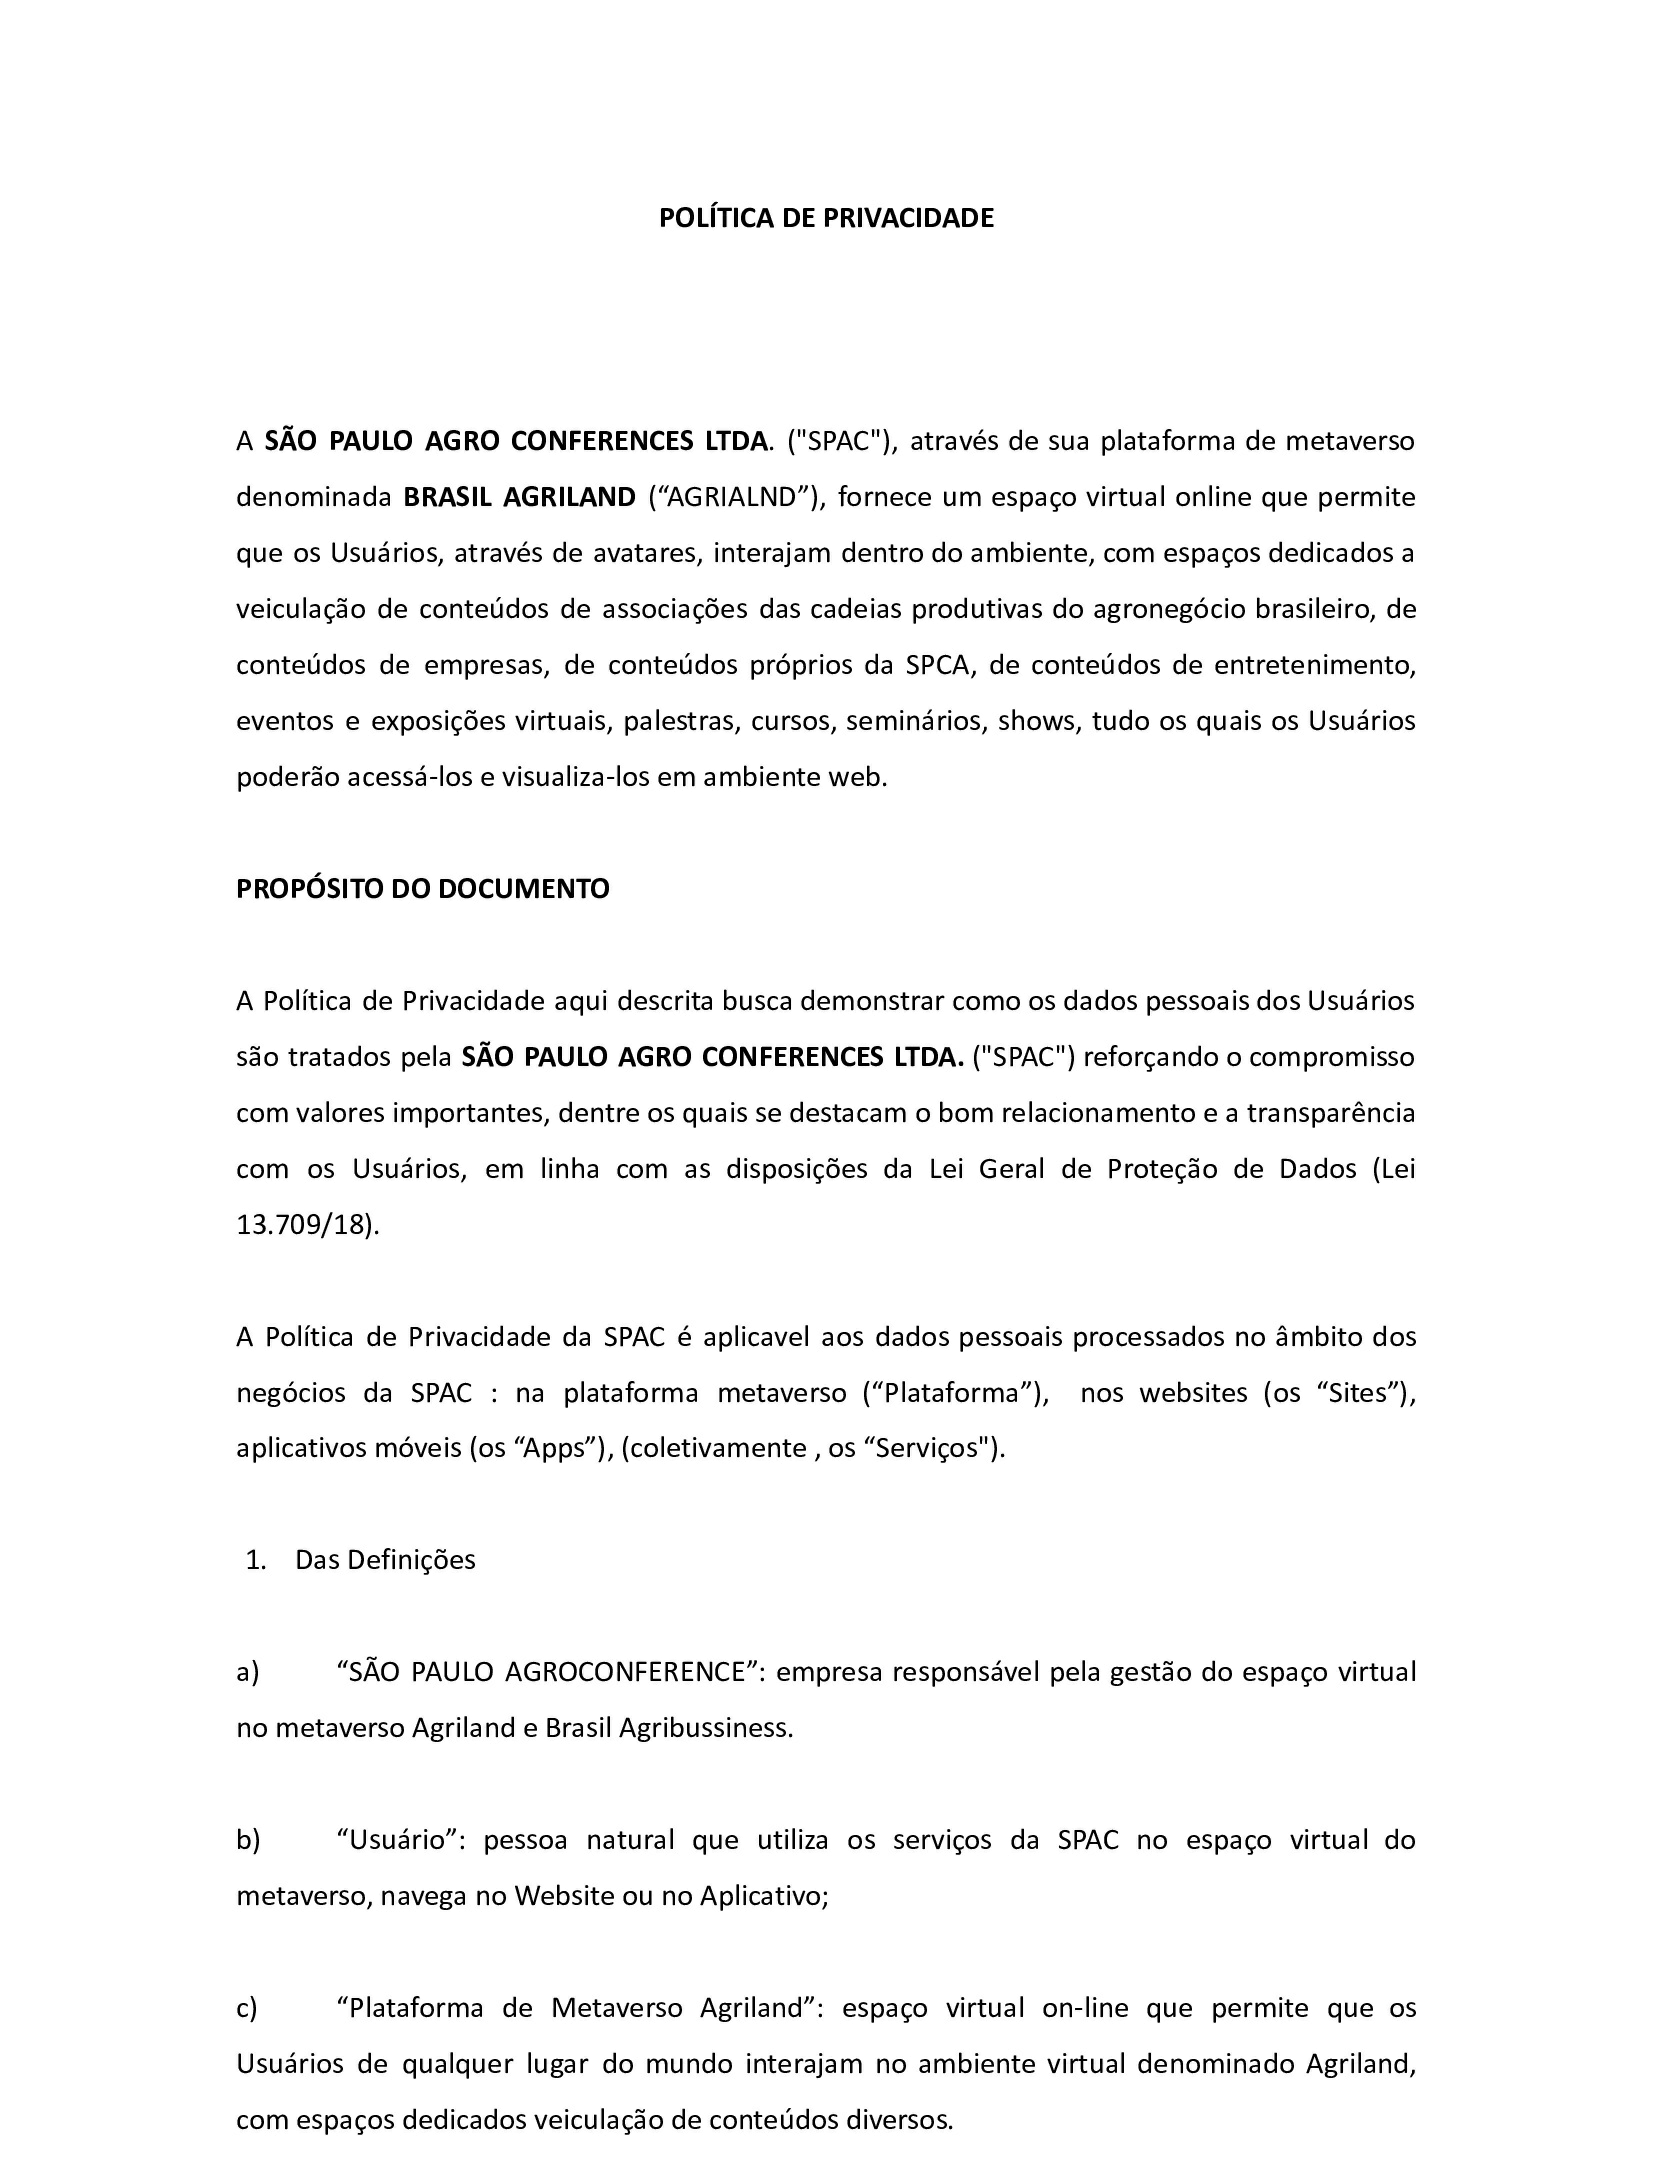 POLÍTICA DE PRIVACIDADE
A SÃO PAULO AGRO CONFERENCES LTDA. ("SPAC"), através de sua plataforma de metaverso
denominada BRASIL AGRILAND (“AGRIALND”), fornece um espaço virtual online que permite
que os Usuários, através de avatares, interajam dentro do ambiente, com espaços dedicados a
veiculação de conteúdos de associações das cadeias produtivas do agronegócio brasileiro, de
conteúdos de empresas, de conteúdos próprios da SPCA, de conteúdos de entretenimento,
eventos e exposições virtuais, palestras, cursos, seminários, shows, tudo os quais os Usuários
poderão acessá-los e visualiza-los em ambiente web.
PROPÓSITO DO DOCUMENTO
A Política de Privacidade aqui descrita busca demonstrar como os dados pessoais dos Usuários
são tratados pela SÃO PAULO AGRO CONFERENCES LTDA. ("SPAC") reforçando o compromisso
com valores importantes, dentre os quais se destacam o bom relacionamento e a transparência
com os Usuários, em linha com as disposições da Lei Geral de Proteção de Dados (Lei
13.709/18).
A Política de Privacidade da SPAC é aplicavel aos dados pessoais processados no âmbito dos
negócios da SPAC : na plataforma metaverso (“Plataforma”), nos websites (os “Sites”),
aplicativos móveis (os “Apps”), (coletivamente , os “Serviços").
1. Das Definições
a) “SÃO PAULO AGROCONFERENCE”: empresa responsável pela gestão do espaço virtual
no metaverso Agriland e Brasil Agribussiness.
b) “Usuário”: pessoa natural que utiliza os serviços da SPAC no espaço virtual do
metaverso, navega no Website ou no Aplicativo;
c) “Plataforma de Metaverso Agriland”: espaço virtual on-line que permite que os
Usuários de qualquer lugar do mundo interajam no ambiente virtual denominado Agriland,
com espaços dedicados veiculação de conteúdos diversos.